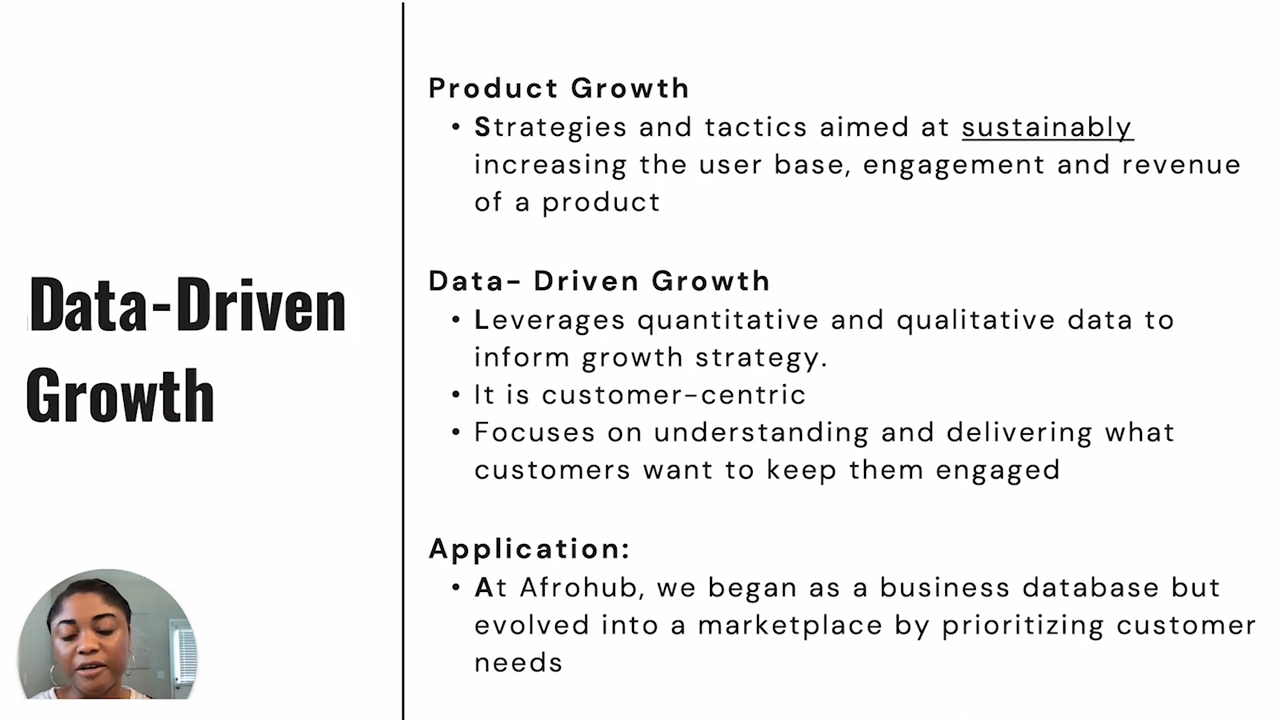 Data-Driven
Growth
Product Growth
• Strategies and tactics aimed at sustainably
increasing the user base, engagement and revenue
of a product
Data- Driven Growth
• Leverages quantitative and qualitative data to
inform growth strategy.
• It is customer-centric
• Focuses on understanding and delivering what
customers want to keep them engaged
Application:
• At Afrohub, we began as a business database but
evolved into a marketplace by prioritizing customer
needs